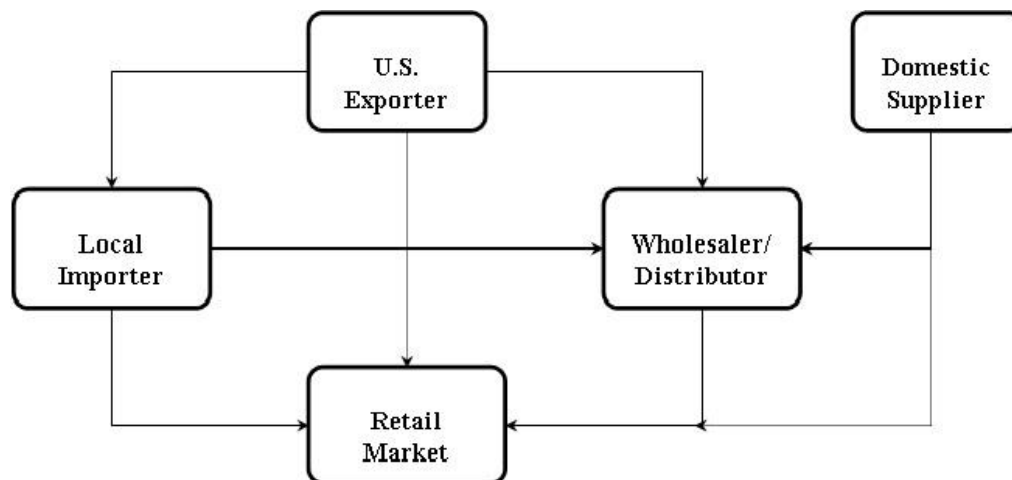 U.S.
Exporter
Domestic
Supplier
Local
Importer
Wholesaler/
Distributor
Retail
Market